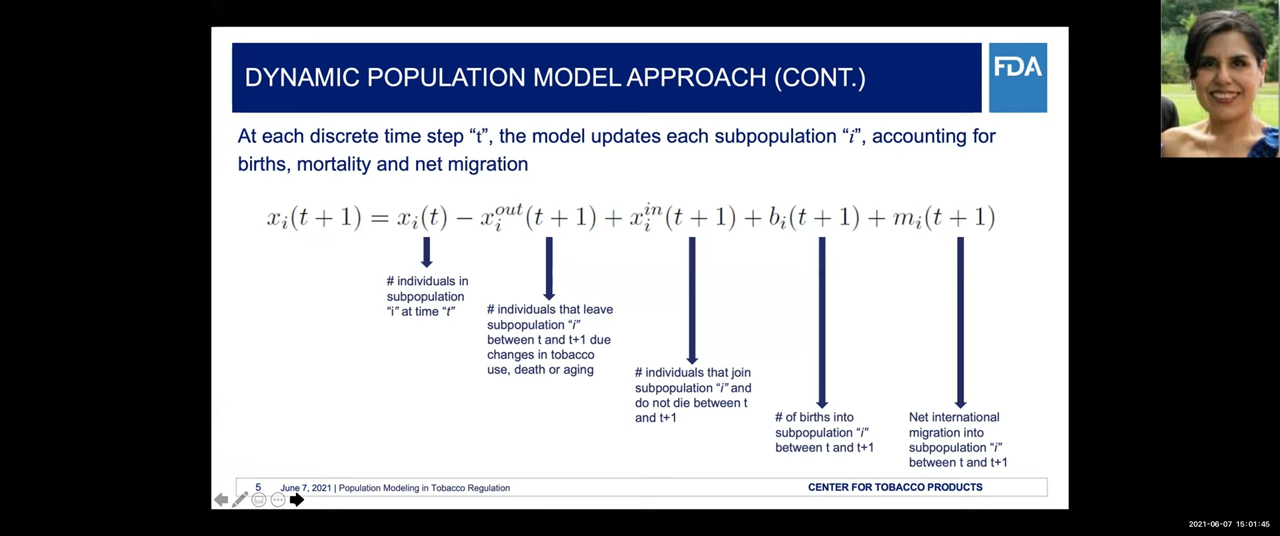 DYNAMIC POPULATION MODEL APPROACH (CONT.)
FDA
At each discrete time step “t”, the model updates each subpopulation “i”, accounting for
births, mortality and net migration
x_i(t + 1) = x_i(t) − x_i^{out}(t + 1) + x_i^{in}(t + 1) + b_i(t + 1) + m_i(t + 1)
# individuals in
subpopulation
“i” at time “t”
# individuals that leave
subpopulation “i”
between t and t+1 due
changes in tobacco
use, death or aging
# individuals that join
subpopulation “i” and
do not die between t
and t+1
# of births into
subpopulation “i”
between t and t+1
Net international
migration into
subpopulation “i”
between t and t+1
5 June 7, 2021 | Population Modeling in Tobacco Regulation
CENTER FOR TOBACCO PRODUCTS
2021-06-07 15:01:45